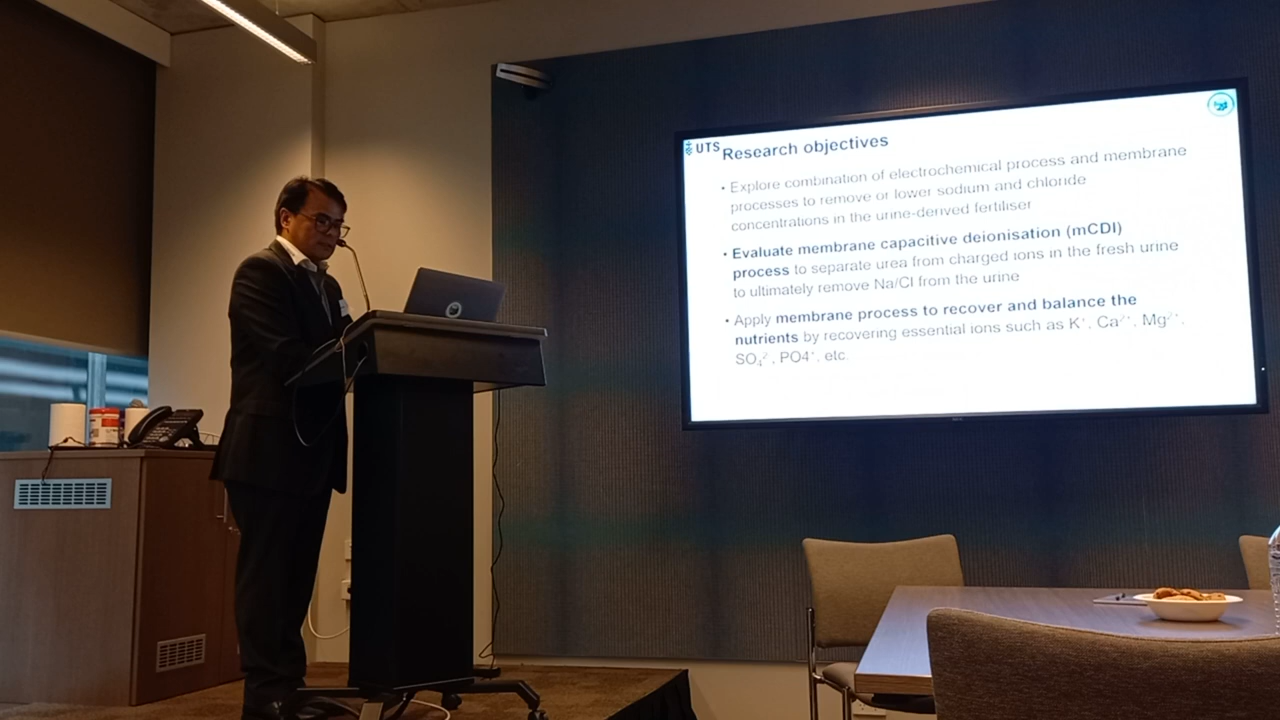 UTS
Research objectives
• Explore combination of electrochemical process and membrane
processes to remove or lower sodium and chloride
concentrations in the urine-derived fertiliser
• Evaluate membrane capacitive deionisation (mCDI)
process to separate urea from charged ions in the fresh urine
to ultimately remove Na/Cl from the urine
• Apply membrane process to recover and balance the
nutrients by recovering essential ions such as K⁺, Ca²⁺, Mg²⁺,
SO₄²⁻, PO4⁺, etc.